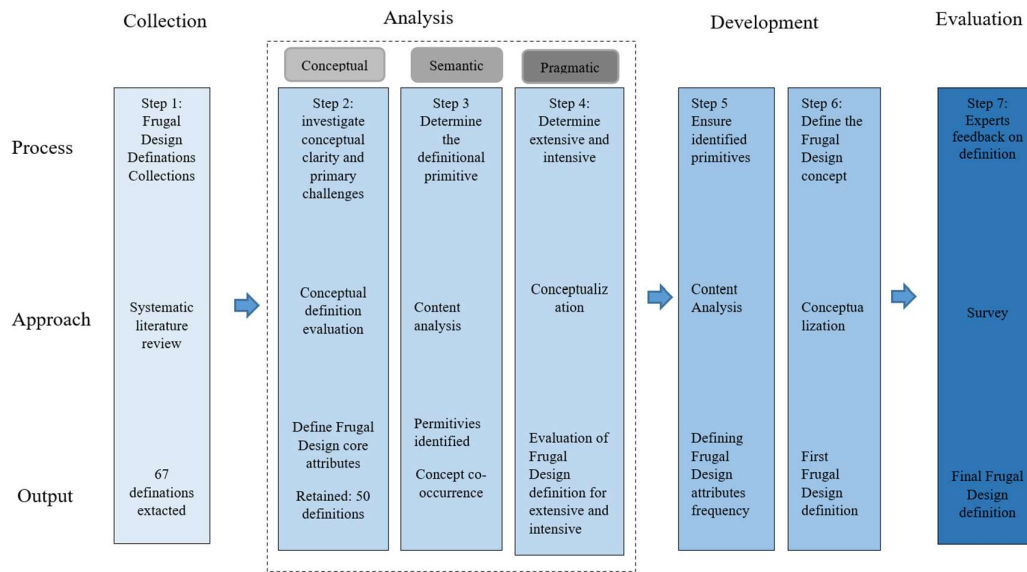 Collection
Analysis
Development
Evaluation
Conceptual
Semantic
Pragmatic
Process
Step 1:
Frugal
Design
Definations
Collections
Step 2:
investigate
conceptual
clarity and
primary
challenges
Step 3
Determine
the
definitional
primitive
Step 4:
Determine
extensive and
intensive
Step 5
Ensure
identified
primitives
Step 6:
Define the
Frugal
Design
concept
Step 7:
Experts
feedback on
definition
Approach
Systematic
literature
review
Conceptual
definition
evaluation
Content
analysis
Conceptualiz
ation
Content
Analysis
Conceptua
lization
Survey
Output
67
definations
extacted
Define Frugal
Design core
attributes
Retained: 50
definitions
Permitivies
identified
Concept co-
occurrence
Evaluation of
Frugal
Design
definition for
extensive and
intensive
Defining
Frugal
Design
attributes
frequency
First
Frugal
Design
definition
Final Frugal
Design
definition